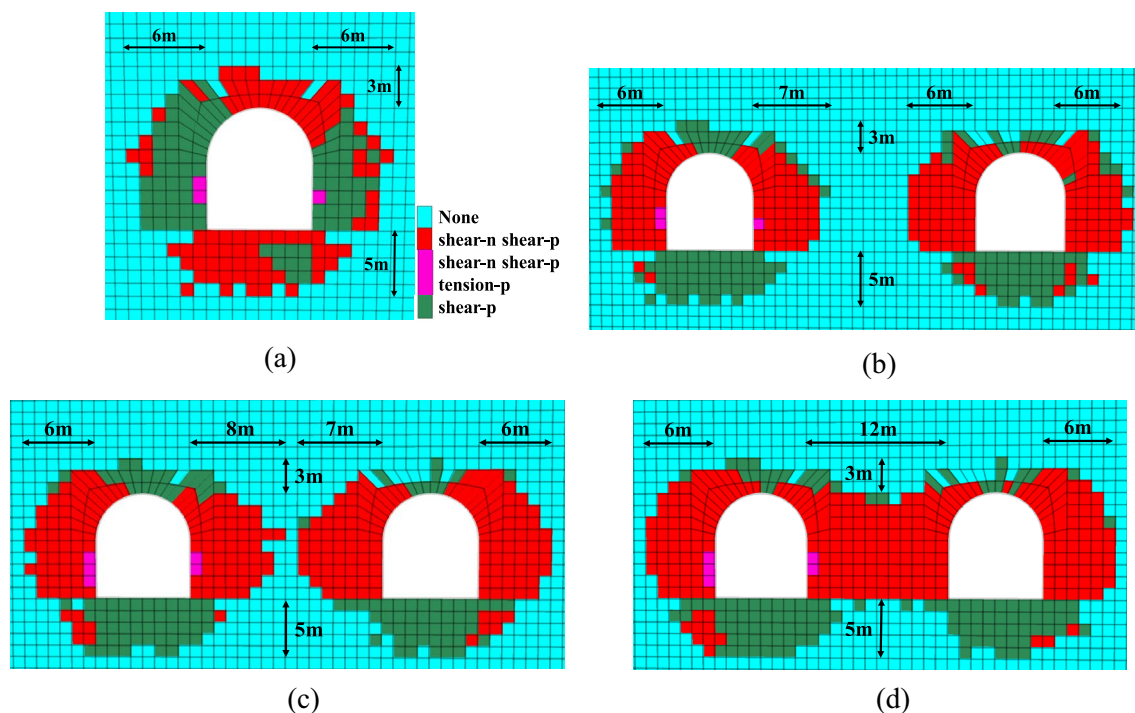 6m 6m
3m
5m
None
shear-n shear-p
shear-n shear-p
tension-p
shear-p
(a)
6m 7m 6m 6m
3m
5m
(b)
6m 8m 7m 6m
3m
5m
(c)
6m 12m 6m
3m
5m
(d)